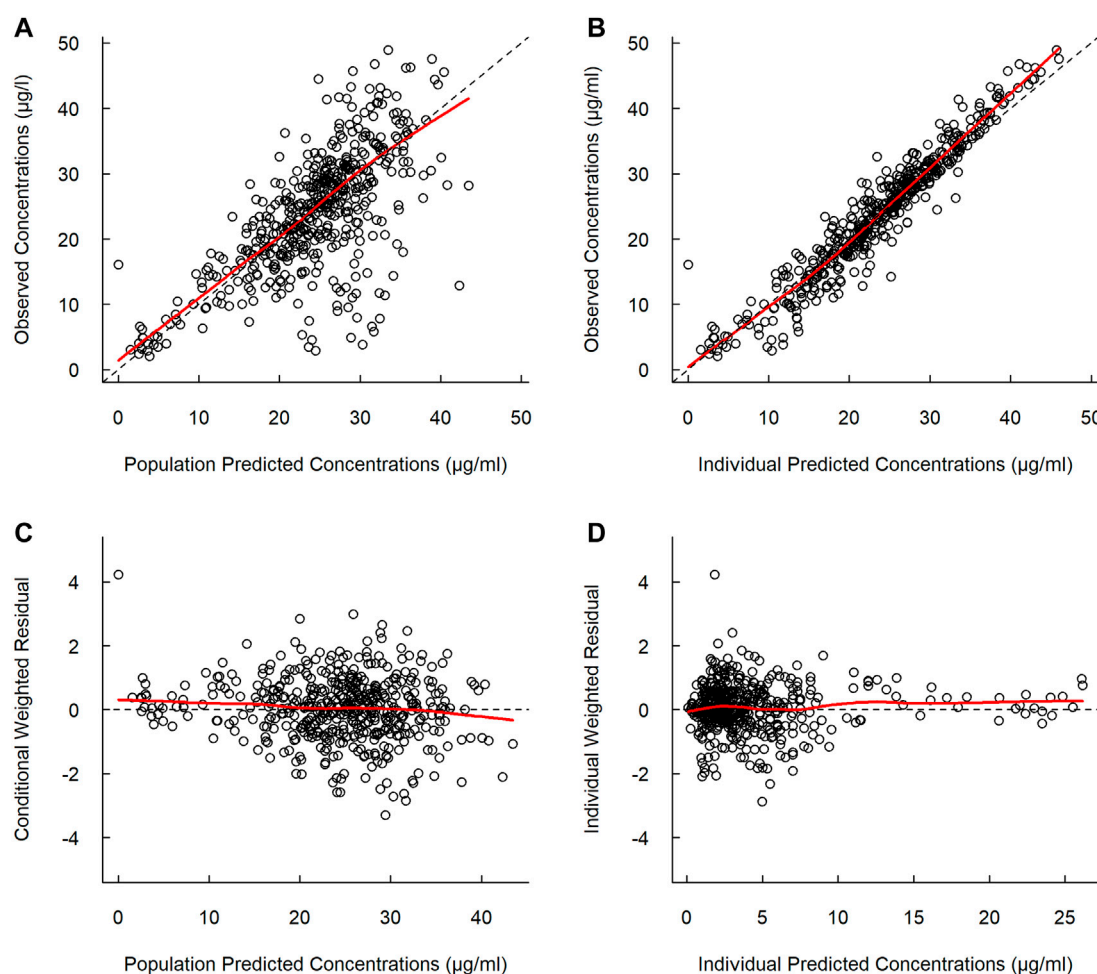 A
Observed Concentrations (µg/l)
50
40
30
20
10
0
0 10 20 30 40 50
Population Predicted Concentrations (µg/ml)
B
Observed Concentrations (µg/ml)
50
40
30
20
10
0
0 10 20 30 40 50
Individual Predicted Concentrations (µg/ml)
C
Conditional Weighted Residual
4
2
0
-2
-4
0 10 20 30 40
Population Predicted Concentrations (µg/ml)
D
Individual Weighted Residual
4
2
0
-2
-4
0 5 10 15 20 25
Individual Predicted Concentrations (µg/ml)